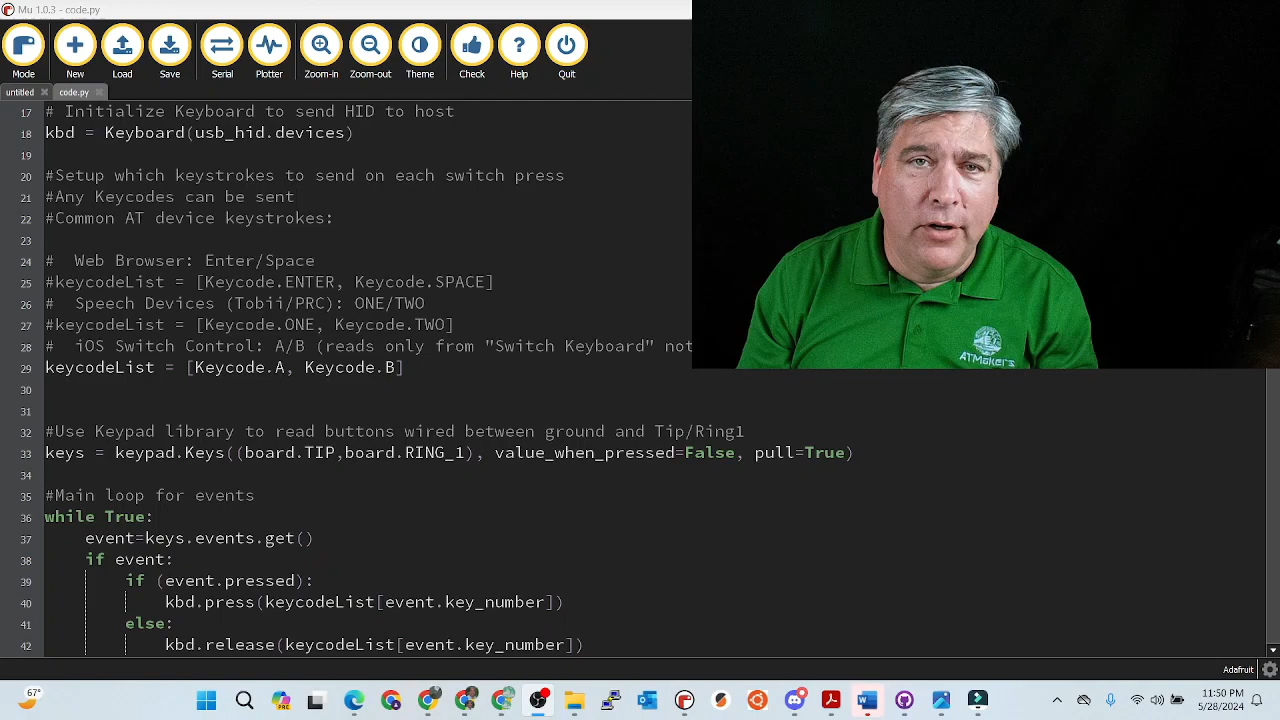 Mu 1.0.3 - code.py
Mode
New
Load
Save
Serial
Plotter
Zoom-in
Zoom-out
Theme
Check
Help
Quit
untitled
code.py
17 # Initialize Keyboard to send HID to host
18 kbd = Keyboard(usb_hid.devices)
19
20 #Setup which keystrokes to send on each switch press
21 #Any Keycodes can be sent
22 #Common AT device keystrokes:
23
24 #  Web Browser: Enter/Space
25 #keycodeList = [Keycode.ENTER, Keycode.SPACE]
26 #  Speech Devices (Tobii/PRC): ONE/TWO
27 #keycodeList = [Keycode.ONE, Keycode.TWO]
28 #  iOS Switch Control: A/B (reads only from "Switch Keyboard" not
29 keycodeList = [Keycode.A, Keycode.B]
30
31
32 #Use Keypad library to read buttons wired between ground and Tip/Ring1
33 keys = keypad.Keys((board.TIP,board.RING_1), value_when_pressed=False, pull=True)
34
35 #Main loop for events
36 while True:
37     event=keys.events.get()
38     if event:
39         if (event.pressed):
40             kbd.press(keycodeList[event.key_number])
41         else:
42             kbd.release(keycodeList[event.key_number])
ATMakers
Adafruit
67°
PRE
11:50 PM
5/28/2024